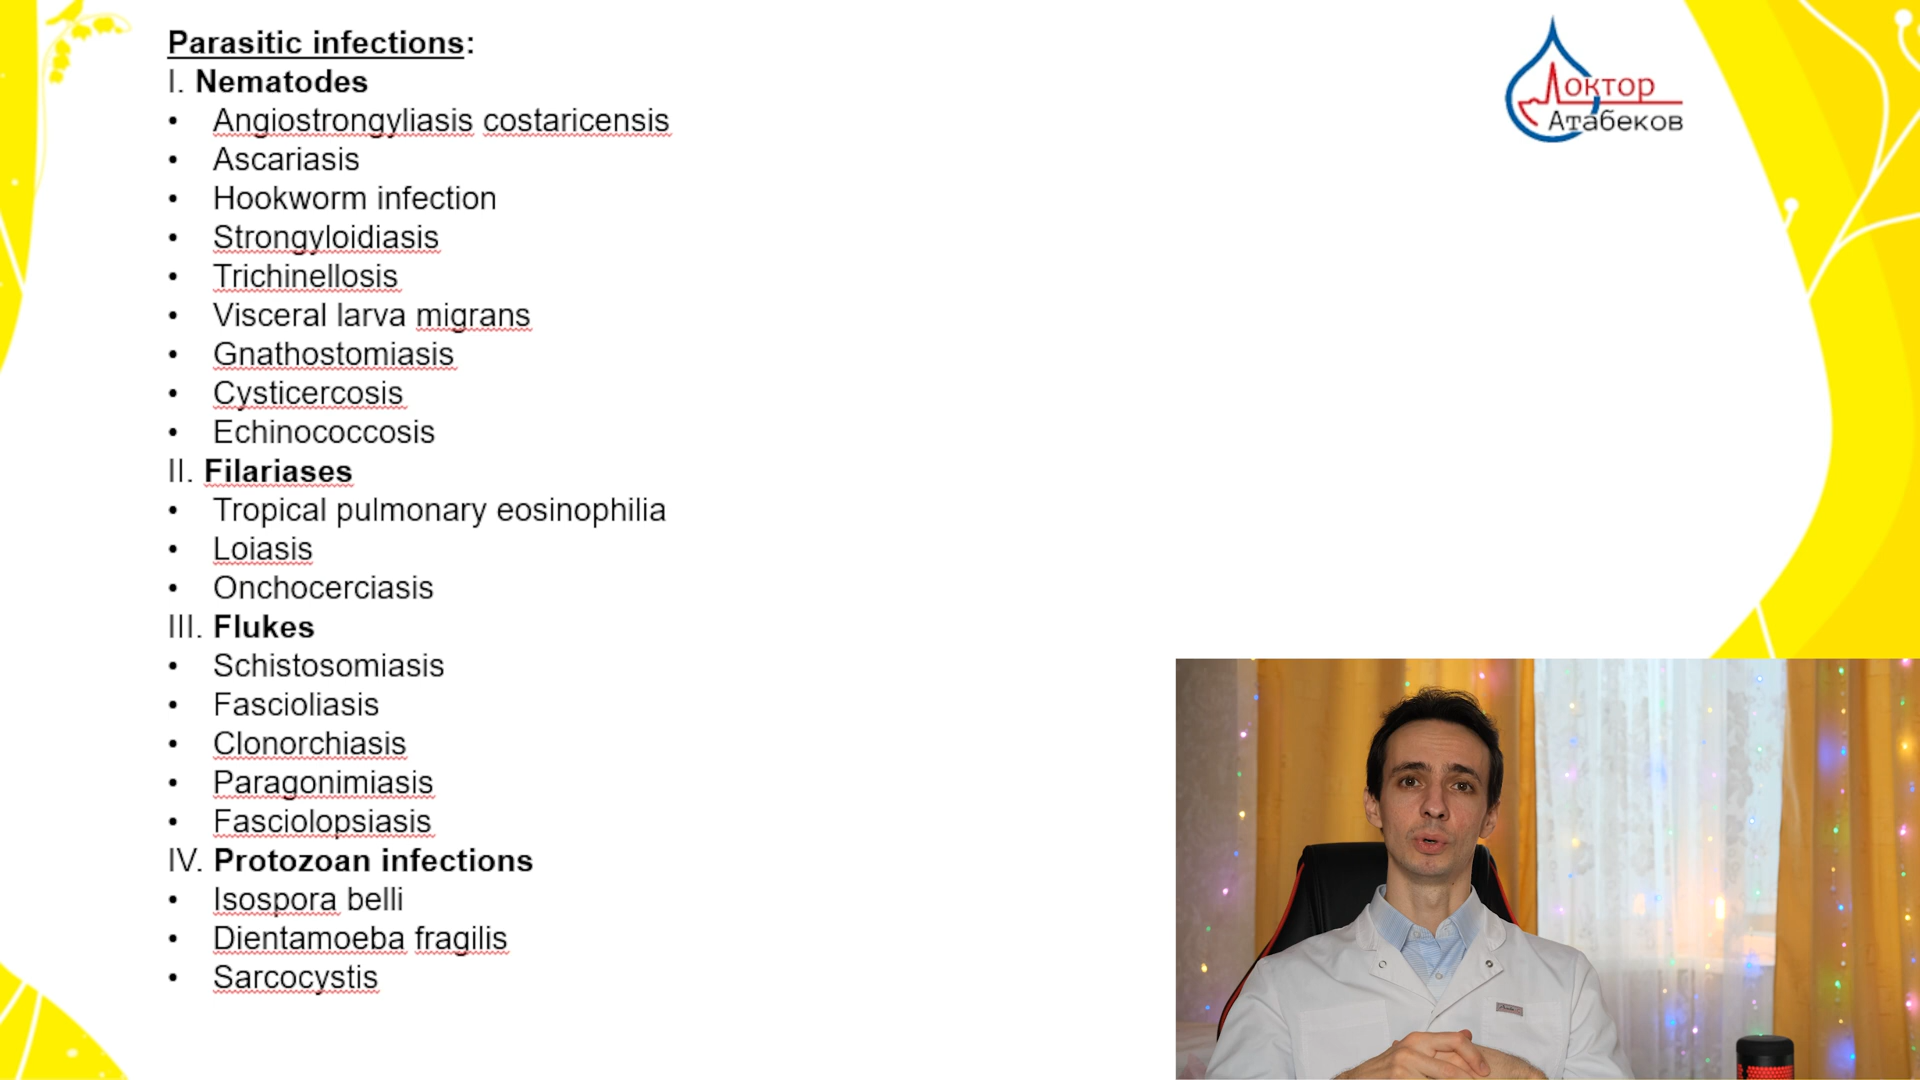 Parasitic infections:
I. Nematodes
• Angiostrongyliasis costaricensis
• Ascariasis
• Hookworm infection
• Strongyloidiasis
• Trichinellosis
• Visceral larva migrans
• Gnathostomiasis
• Cysticercosis
• Echinococcosis
II. Filariases
• Tropical pulmonary eosinophilia
• Loiasis
• Onchocerciasis
III. Flukes
• Schistosomiasis
• Fascioliasis
• Clonorchiasis
• Paragonimiasis
• Fasciolopsiasis
IV. Protozoan infections
• Isospora belli
• Dientamoeba fragilis
• Sarcocystis
Доктор
Атабеков